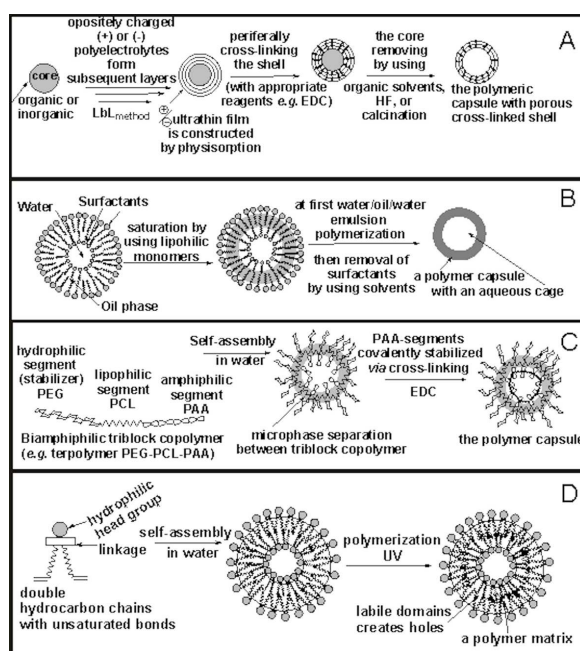 A
opositely charged
(+) or (-)
polyelectrolytes
form
subsequent layers
LbL method
core
organic or
inorganic
+
-
ultrathin film
is constructed
by physisorption
periferally
cross-linking
the shell
(with appropriate
reagents e.g. EDC)
the core
removing by
using
organic solvents,
HF, or
calcination
the polymeric
capsule with porous
cross-linked shell
B
Water
Surfactants
Oil phase
saturation by
using lipohilic
monomers
at first water/oil/water
emulsion
polymerization
then removal of
surfactants
by using solvents
a polymer capsule
with an aqueous cage
C
hydrophilic
segment
(stabilizer)
PEG
lipophilic
segment
PCL
amphiphilic
segment
PAA
Biamphiphilic triblock copolymer
(e.g. terpolymer PEG-PCL-PAA)
Self-assembly
in water
microphase separation
between triblock copolymer
PAA-segments
covalently stabilized
via cross-linking
EDC
the polymer capsule
D
hydrophilic
head group
linkage
double
hydrocarbon chains
with unsaturated bonds
self-assembly
in water
polymerization
UV
labile domains
creates holes
a polymer matrix